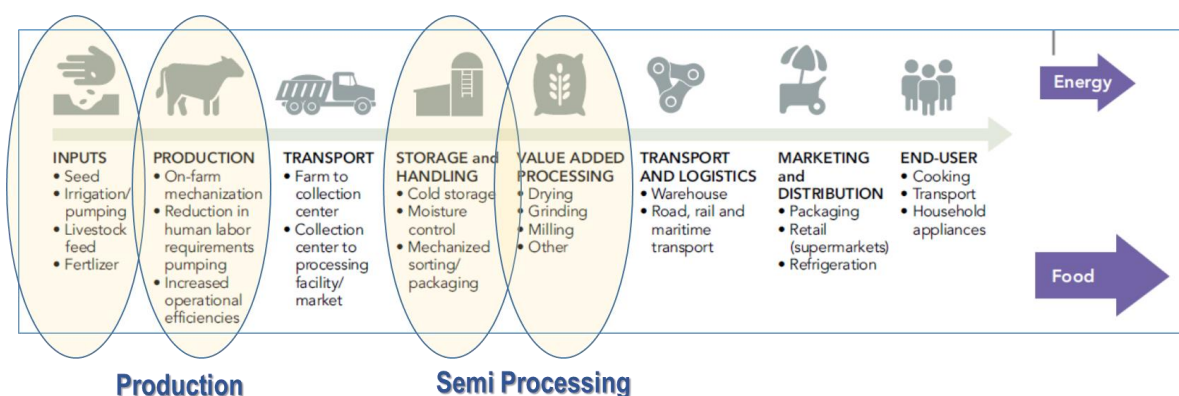 INPUTS
• Seed
• Irrigation/
pumping
• Livestock
feed
• Fertlizer
PRODUCTION
• On-farm
mechanization
• Reduction in
human labor
requirements
pumping
• Increased
operational
efficiencies
TRANSPORT
• Farm to
collection
center
• Collection
center to
processing
facility/
market
STORAGE and
HANDLING
• Cold storage
• Moisture
control
• Mechanized
sorting/
packaging
VALUE ADDED
PROCESSING
• Drying
• Grinding
• Milling
• Other
TRANSPORT
AND LOGISTICS
• Warehouse
• Road, rail and
maritime
transport
MARKETING
and
DISTRIBUTION
• Packaging
• Retail
(supermarkets)
• Refrigeration
END-USER
• Cooking
• Transport
• Household
appliances
Energy
Food
Production
Semi Processing